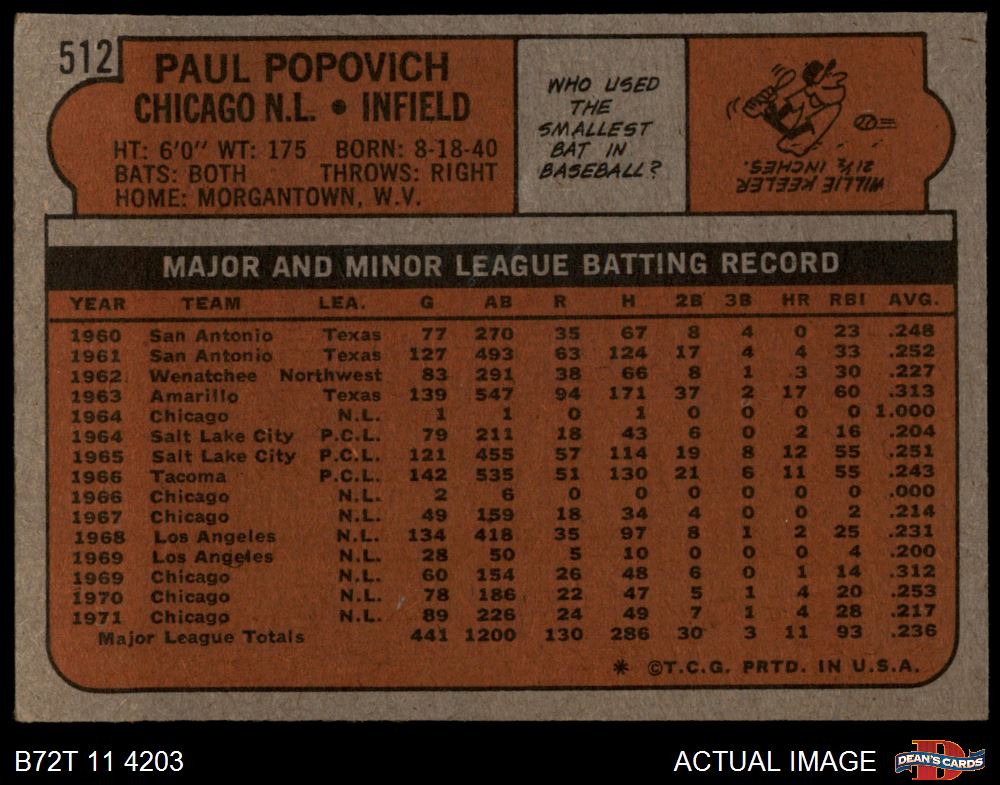 512
PAUL POPOVICH
CHICAGO N.L. • INFIELD
HT: 6'0" WT: 175 BORN: 8-18-40
BATS: BOTH THROWS: RIGHT
HOME: MORGANTOWN, W.V.
WHO USED
THE
SMALLEST
BAT IN
BASEBALL?
WILLIE KEELER
21½ INCHES.
MAJOR AND MINOR LEAGUE BATTING RECORD
YEAR TEAM LEA. G AB R H 2B 3B HR RBI AVG.
1960 San Antonio Texas 77 270 35 67 8 4 0 23 .248
1961 San Antonio Texas 127 493 63 124 17 4 4 33 .252
1962 Wenatchee Northwest 83 291 38 66 8 1 3 30 .227
1963 Amarillo Texas 139 547 94 171 37 2 17 60 .313
1964 Chicago N.L. 1 1 0 1 0 0 0 0 1.000
1964 Salt Lake City P.C.L. 79 211 18 43 6 0 2 16 .204
1965 Salt Lake City P.C.L. 121 455 57 114 19 8 12 55 .251
1966 Tacoma P.C.L. 142 535 51 130 21 6 11 55 .243
1966 Chicago N.L. 2 6 0 0 0 0 0 0 .000
1967 Chicago N.L. 49 159 18 34 4 0 0 2 .214
1968 Los Angeles N.L. 134 418 35 97 8 1 2 25 .231
1969 Los Angeles N.L. 28 50 5 10 0 0 0 4 .200
1969 Chicago N.L. 60 154 26 48 6 0 1 14 .312
1970 Chicago N.L. 78 186 22 47 5 1 4 20 .253
1971 Chicago N.L. 89 226 24 49 7 1 4 28 .217
Major League Totals 441 1200 130 286 30 3 11 93 .236
* ©T.C.G. PRTD. IN U.S.A.
B72T 11 4203
ACTUAL IMAGE
D
DEAN'S CARDS